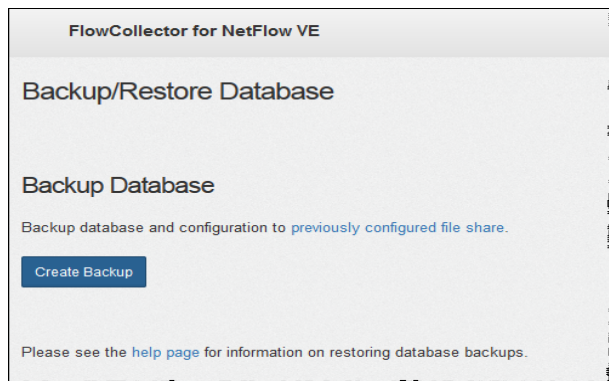 FlowCollector for NetFlow VE
Backup/Restore Database
Backup Database
Backup database and configuration to previously configured file share.
Create Backup
Please see the help page for information on restoring database backups.